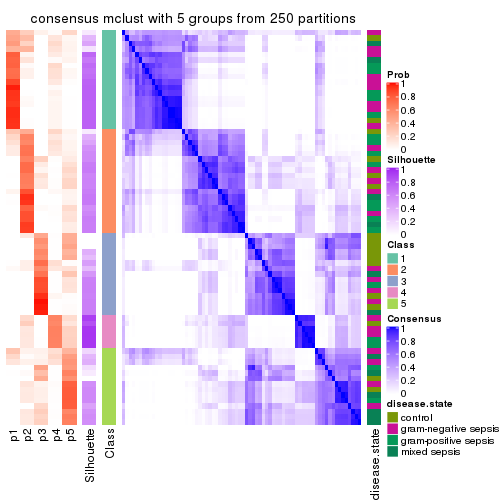 consensus mclust with 5 groups from 250 partitions
Prob
1
0.8
0.6
0.4
0.2
0
Silhouette
1
0.8
0.6
0.4
0.2
0
Class
1
2
3
4
5
Consensus
1
0.8
0.6
0.4
0.2
0
disease.state
control
gram-negative sepsis
gram-positive sepsis
mixed sepsis
p1
p2
p3
p4
p5
Silhouette
Class
disease.state